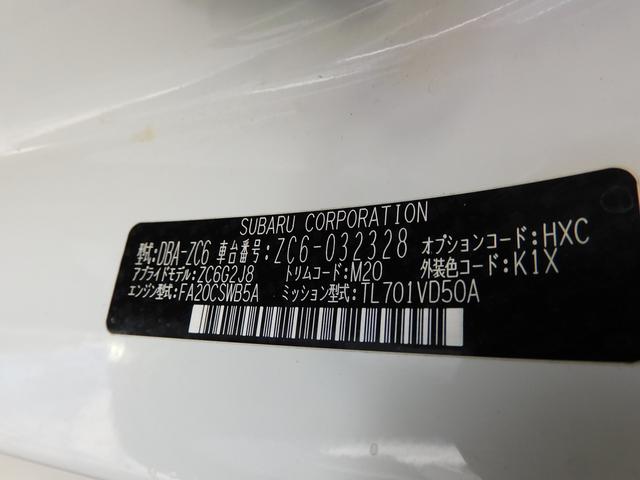 SUBARU CORPORATION
型式:DBA-ZC6 車台番号:ZC6-032328 オプションコード:HXC
アプライドモデル:ZC6G2J8 トリムコード:M20 外装色コード:K1X
エンジン型式:FA20CSWB5A ミッション型式:TL701VD50A